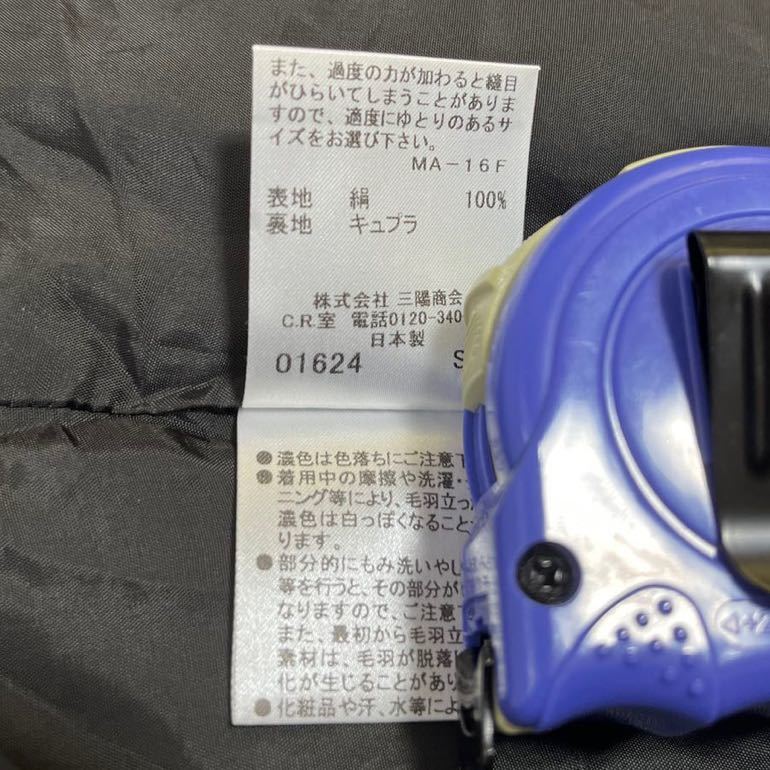 また、過度の力が加わると縫目
がひらいてしまうことがありま
すので、適度にゆとりのあるサ
イズをお選び下さい。
MA-16F
表地 絹 100%
裏地 キュプラ
株式会社 三陽商会
C.R.室 電話0120-340
日本製
01624 S
●濃色は色落ちにご注意
●着用中の摩擦や洗濯・
ニング等により、毛羽立っ
濃色は白っぽくなること
ります。
●部分的にもみ洗いやし
等を行うと、その部分が
なりますので、ご注意
また、最初から毛羽立
素材は、毛羽が脱落
化が生じることがあり
●化粧品や汗、水等によ